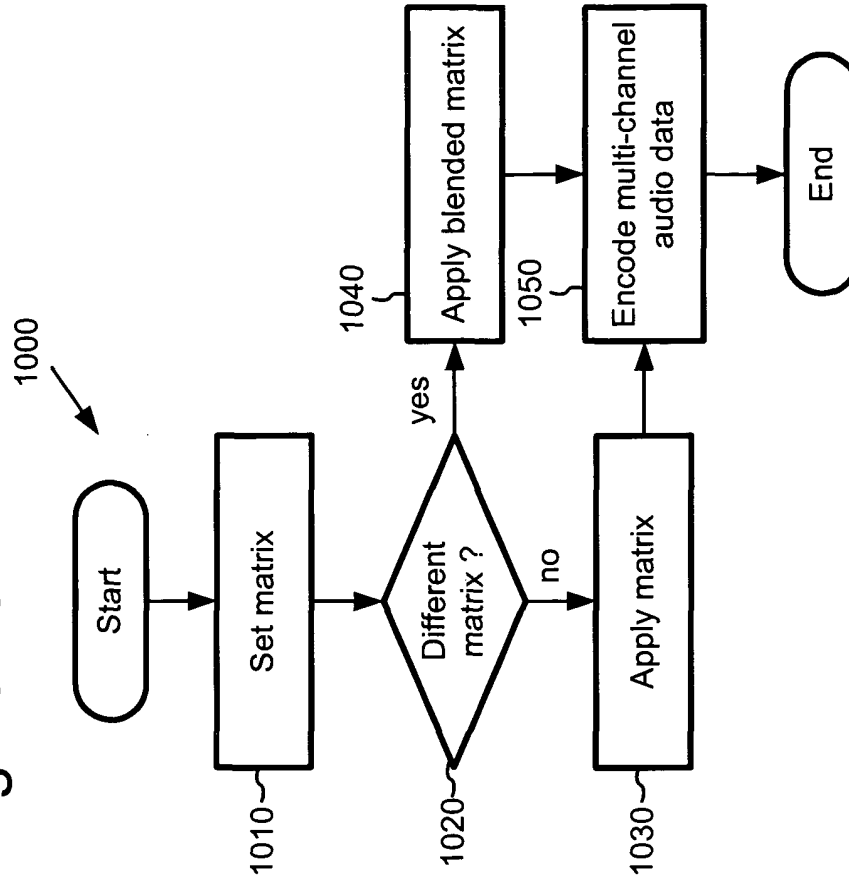 1000
Start
1010
Set matrix
1020
Different
matrix ?
yes
no
1030
Apply matrix
1040
Apply blended matrix
1050
Encode multi-channel
audio data
End